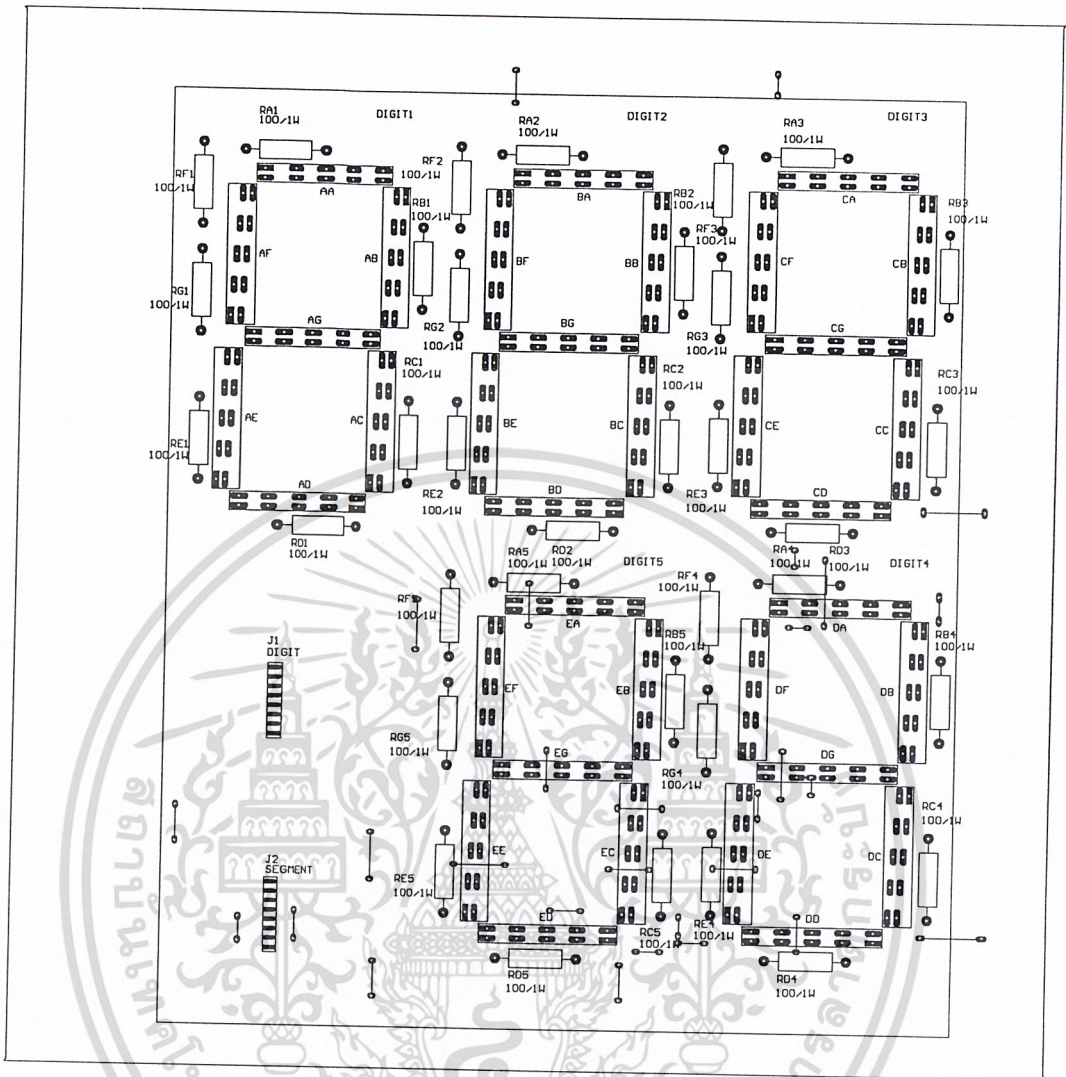 RA1
100/1W
DIGIT1
RA2
100/1W
DIGIT2
RA3
100/1W
DIGIT3
RF1
100/1W
RF2
100/1W
AA
RB1
100/1W
BA
RB2
100/1W
CA
RB3
100/1W
AF
AB
BF
BB
RF3
100/1W
CF
CB
RG1
100/1W
AG
RG2
100/1W
BG
RG3
100/1W
CG
RC1
100/1W
RC2
100/1W
RC3
100/1W
AE
AC
BE
BC
CE
CC
RE1
100/1W
AD
RE2
100/1W
BD
RE3
100/1W
CD
RD1
100/1W
RA5
100/1W
RD2
100/1W
DIGIT5
RF4
100/1W
RA4
100/1W
RD3
100/1W
DIGIT4
RF5
100/1W
EA
RB5
100/1W
DA
RB4
100/1W
J1
DIGIT
EF
EB
DF
DB
RG5
100/1W
EG
RG4
100/1W
DG
RC4
100/1W
J2
SEGMENT
RE5
100/1W
EE
EC
DE
DC
ED
RC5
100/1W
RE4
100/1W
DD
RD5
100/1W
RD4
100/1W